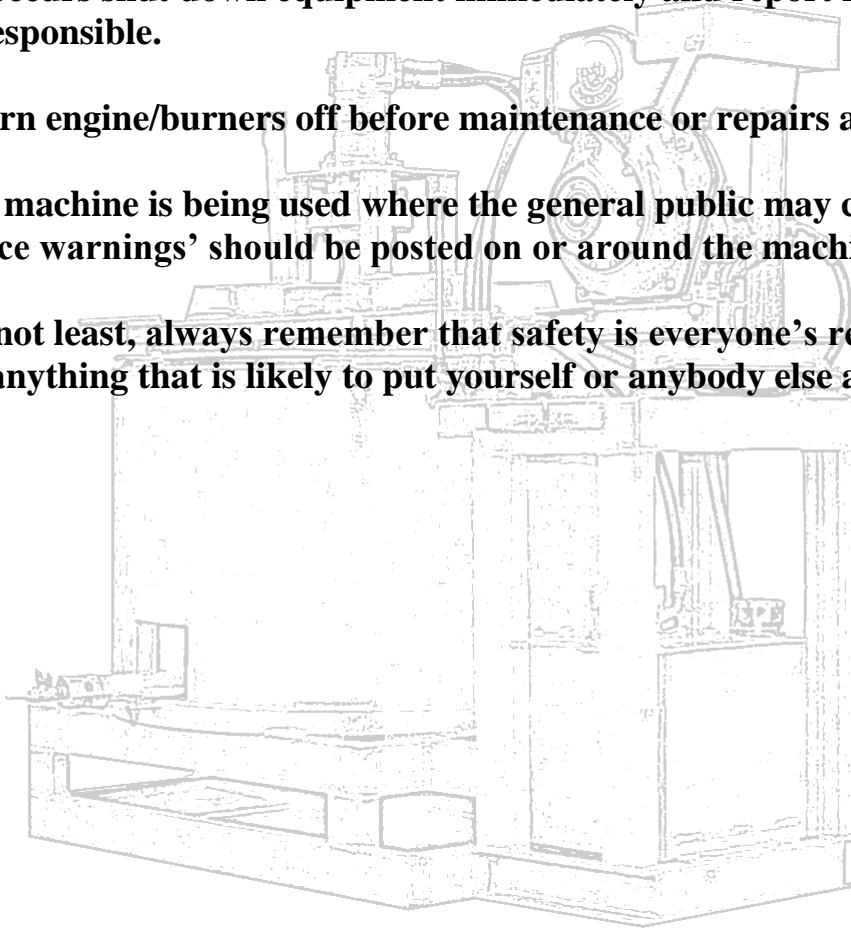 occurs shut down equipment immediately and report
esponsible.
rn engine/burners off before maintenance or repairs a
machine is being used where the general public may c
ce warnings’ should be posted on or around the machi
not least, always remember that safety is everyone’s re
anything that is likely to put yourself or anybody else a